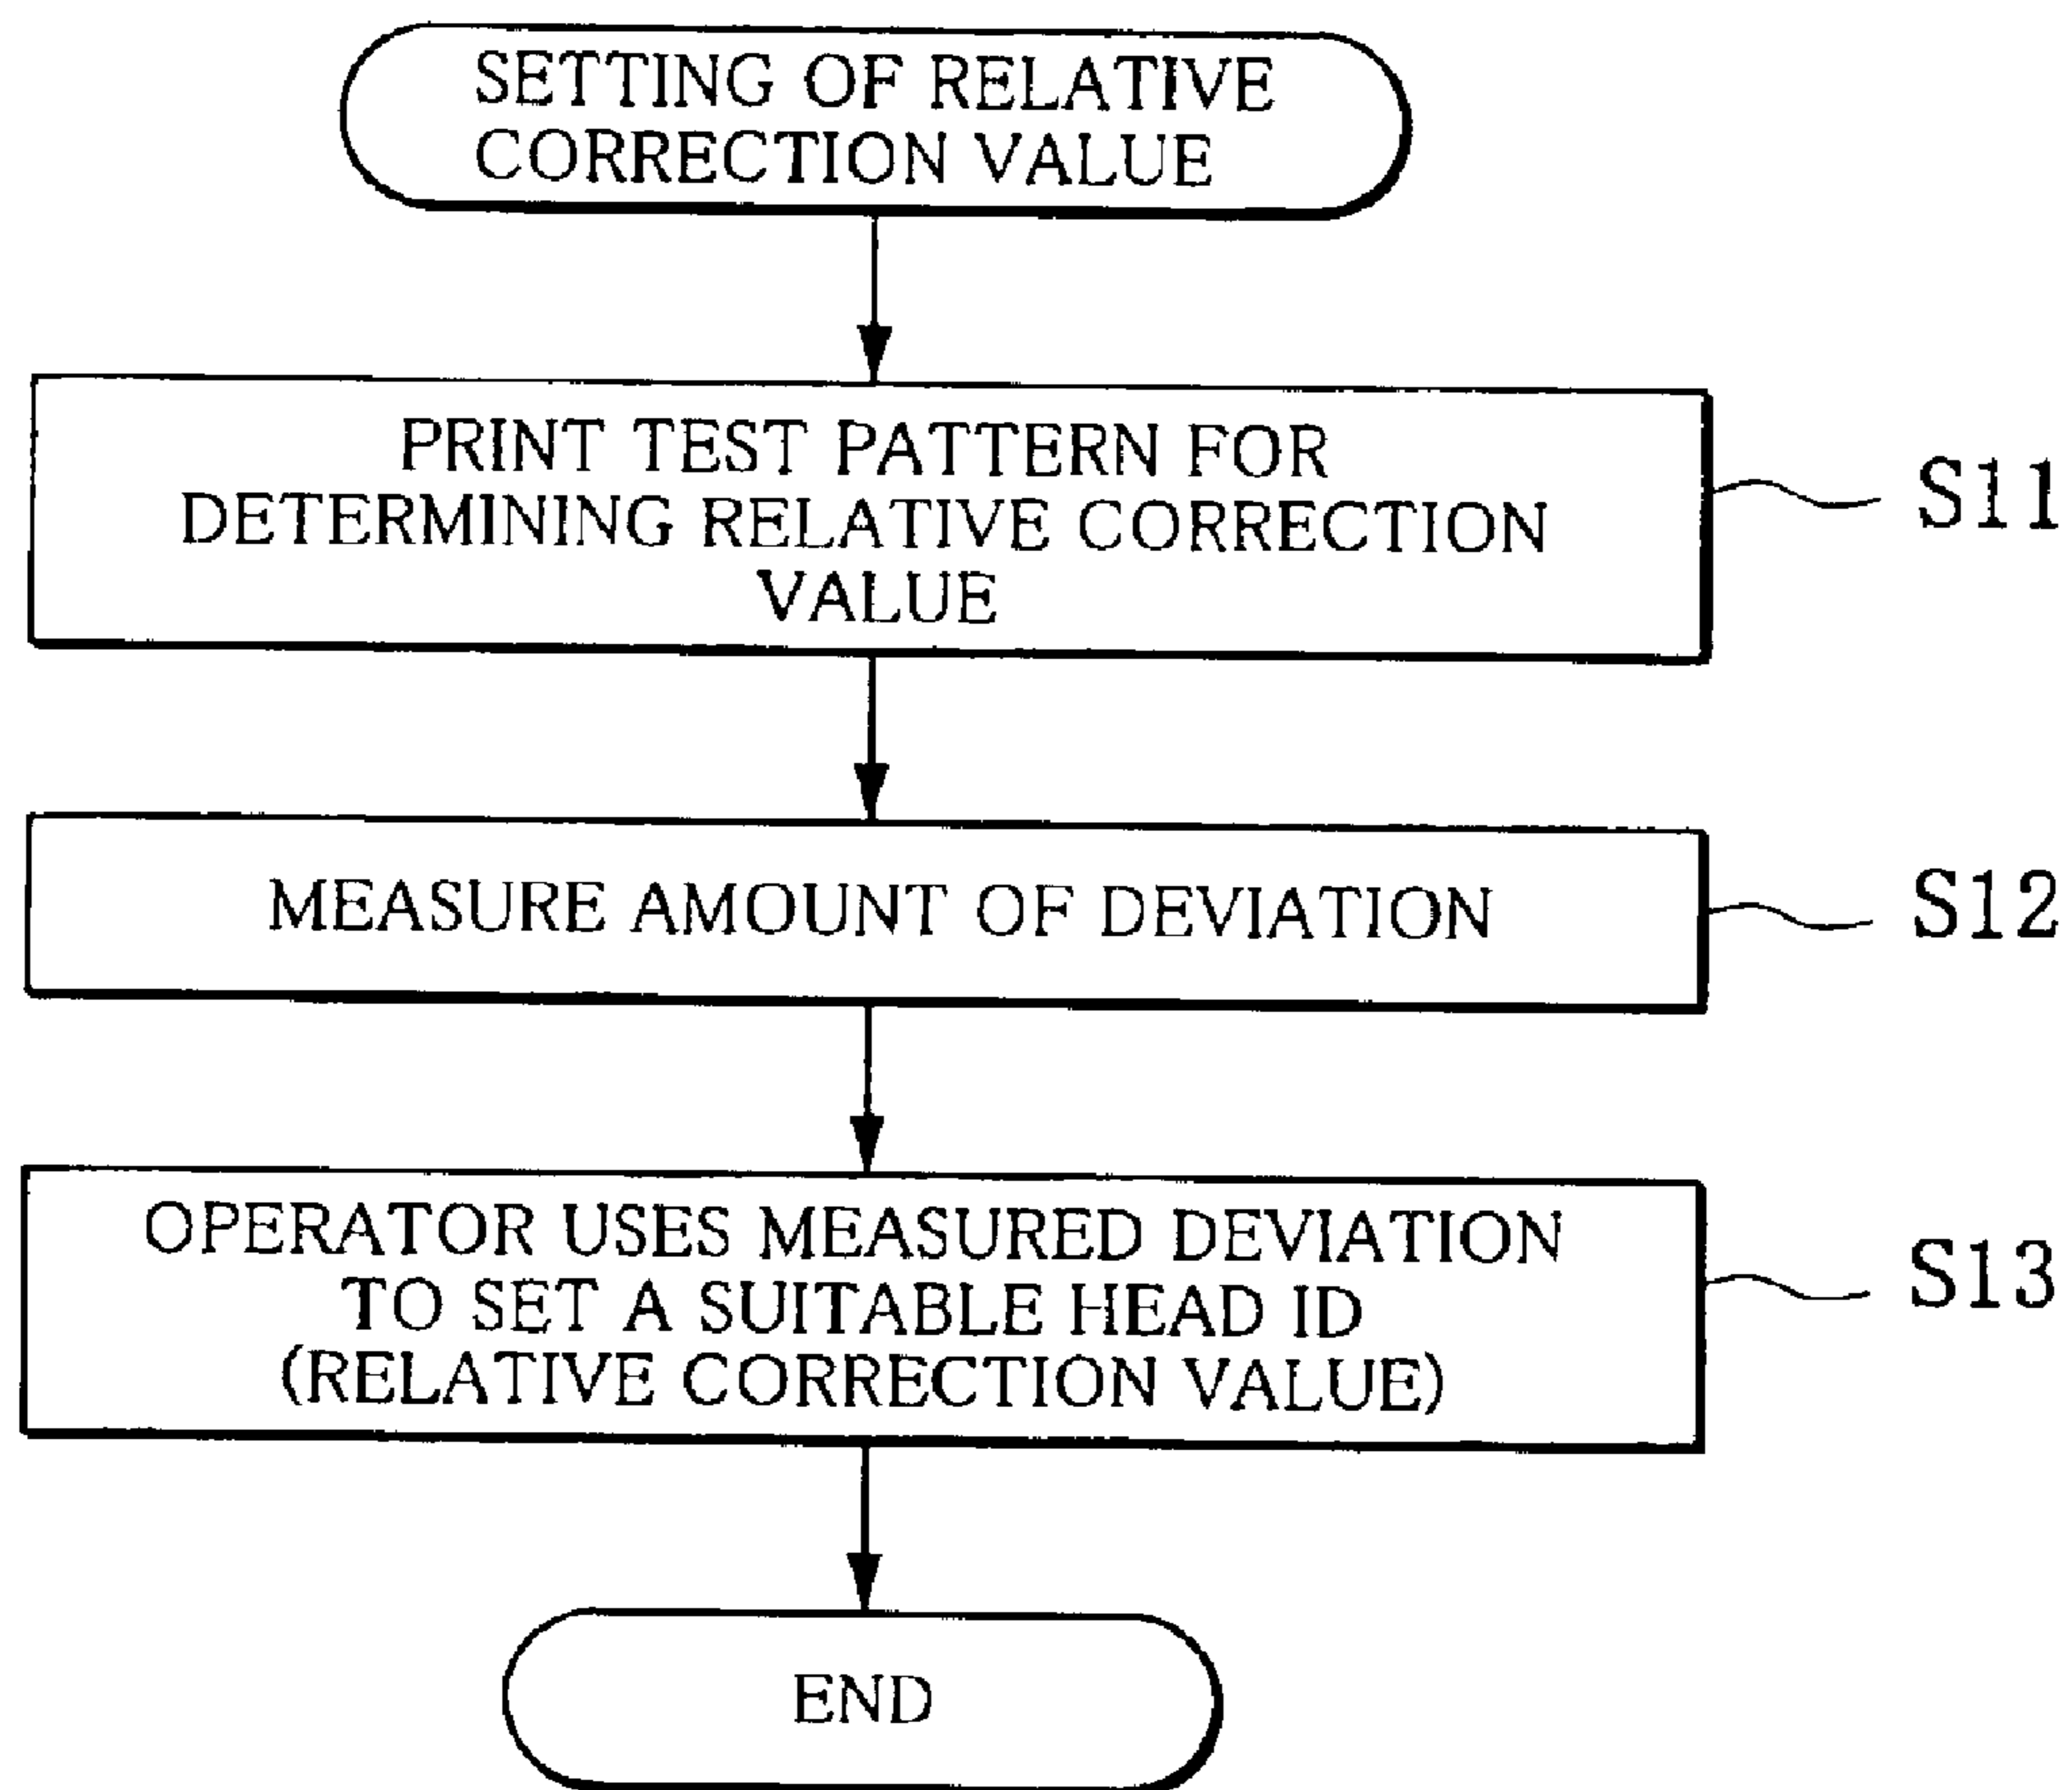 SETTING OF RELATIVE
CORRECTION VALUE
PRINT TEST PATTERN FOR
DETERMINING RELATIVE CORRECTION
VALUE
S11
MEASURE AMOUNT OF DEVIATION
S12
OPERATOR USES MEASURED DEVIATION
TO SET A SUITABLE HEAD ID
(RELATIVE CORRECTION VALUE)
S13
END